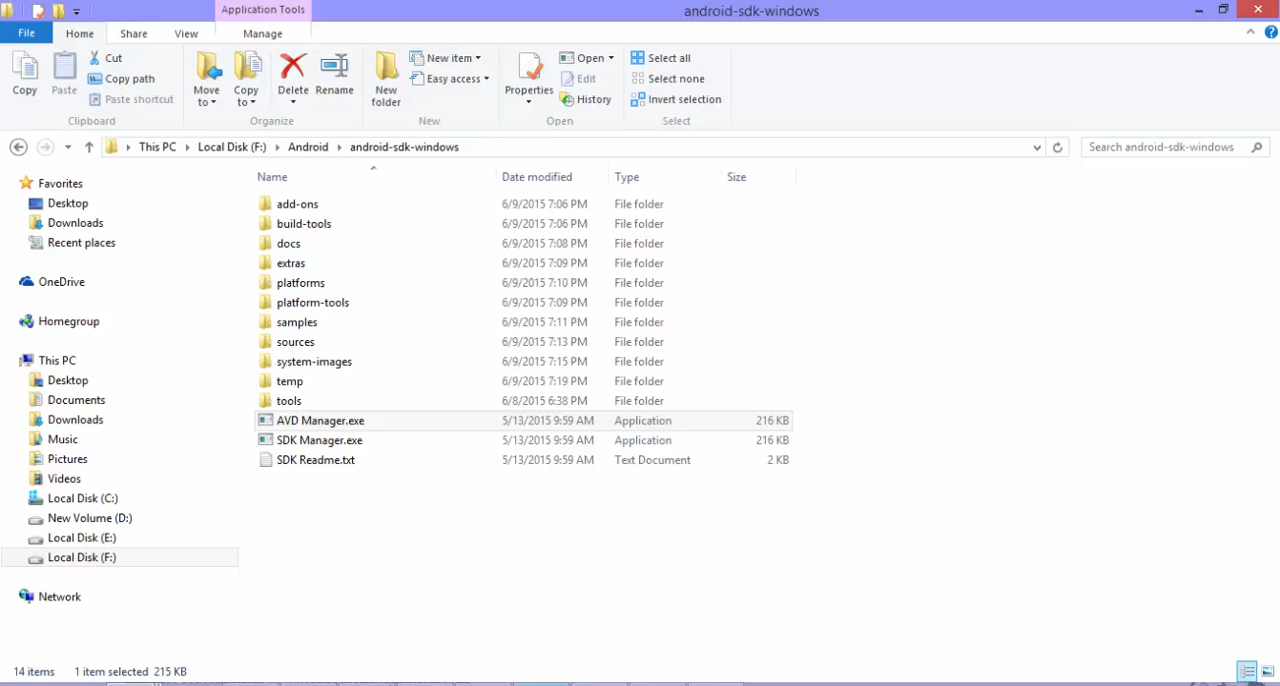 Application Tools
android-sdk-windows
File Home Share View Manage
Copy
Paste
Cut
Copy path
Paste shortcut
Clipboard
Move to
Copy to
Delete
Rename
Organize
New folder
New item
Easy access
New
Properties
Open
Edit
History
Open
Select all
Select none
Invert selection
Select
This PC Local Disk (F:) Android android-sdk-windows
Search android-sdk-windows
Favorites
Desktop
Downloads
Recent places
OneDrive
Homegroup
This PC
Desktop
Documents
Downloads
Music
Pictures
Videos
Local Disk (C:)
New Volume (D:)
Local Disk (E:)
Local Disk (F:)
Network
Name Date modified Type Size
add-ons 6/9/2015 7:06 PM File folder
build-tools 6/9/2015 7:06 PM File folder
docs 6/9/2015 7:08 PM File folder
extras 6/9/2015 7:09 PM File folder
platforms 6/9/2015 7:10 PM File folder
platform-tools 6/9/2015 7:09 PM File folder
samples 6/9/2015 7:11 PM File folder
sources 6/9/2015 7:13 PM File folder
system-images 6/9/2015 7:15 PM File folder
temp 6/9/2015 7:19 PM File folder
tools 6/8/2015 6:38 PM File folder
AVD Manager.exe 5/13/2015 9:59 AM Application 216 KB
SDK Manager.exe 5/13/2015 9:59 AM Application 216 KB
SDK Readme.txt 5/13/2015 9:59 AM Text Document 2 KB
14 items 1 item selected 215 KB